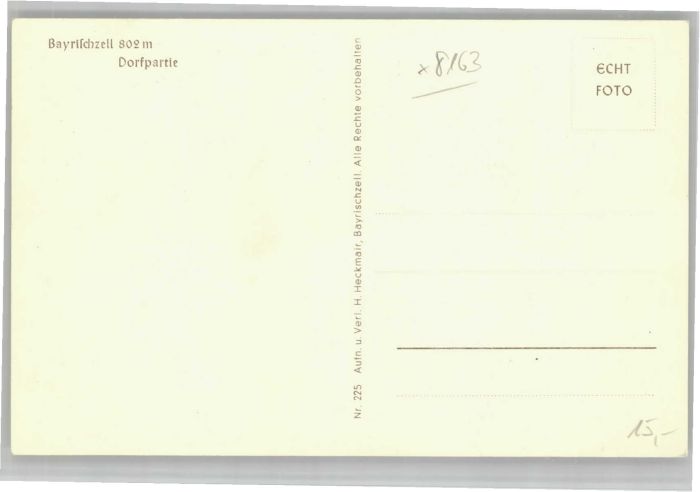 Bayriſchzell 802 m
Dorfpartie
Nr. 225 Aufn. u. Verl. H. Heckmair, Bayrischzell. Alle Rechte vorbehalten
x 8163
ECHT
FOTO
15,-